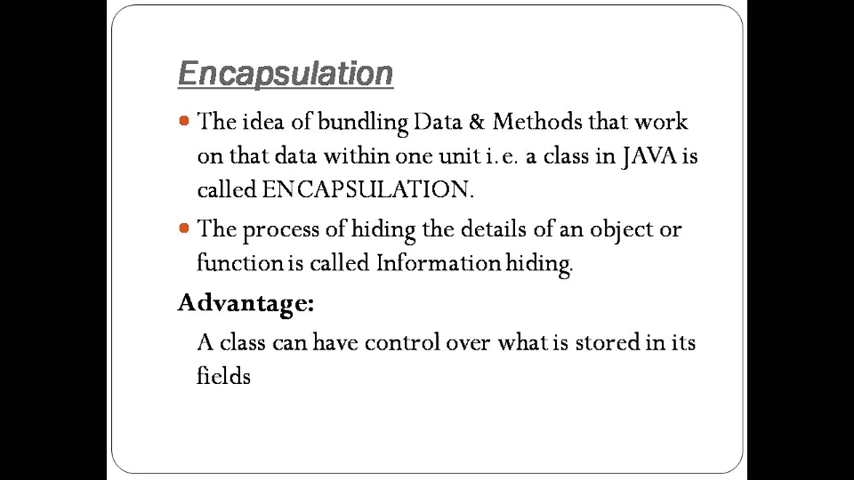 Encapsulation
The idea of bundling Data & Methods that work
on that data within one unit i.e. a class in JAVA is
called ENCAPSULATION.
The process of hiding the details of an object or
function is called Information hiding.
Advantage:
A class can have control over what is stored in its
fields